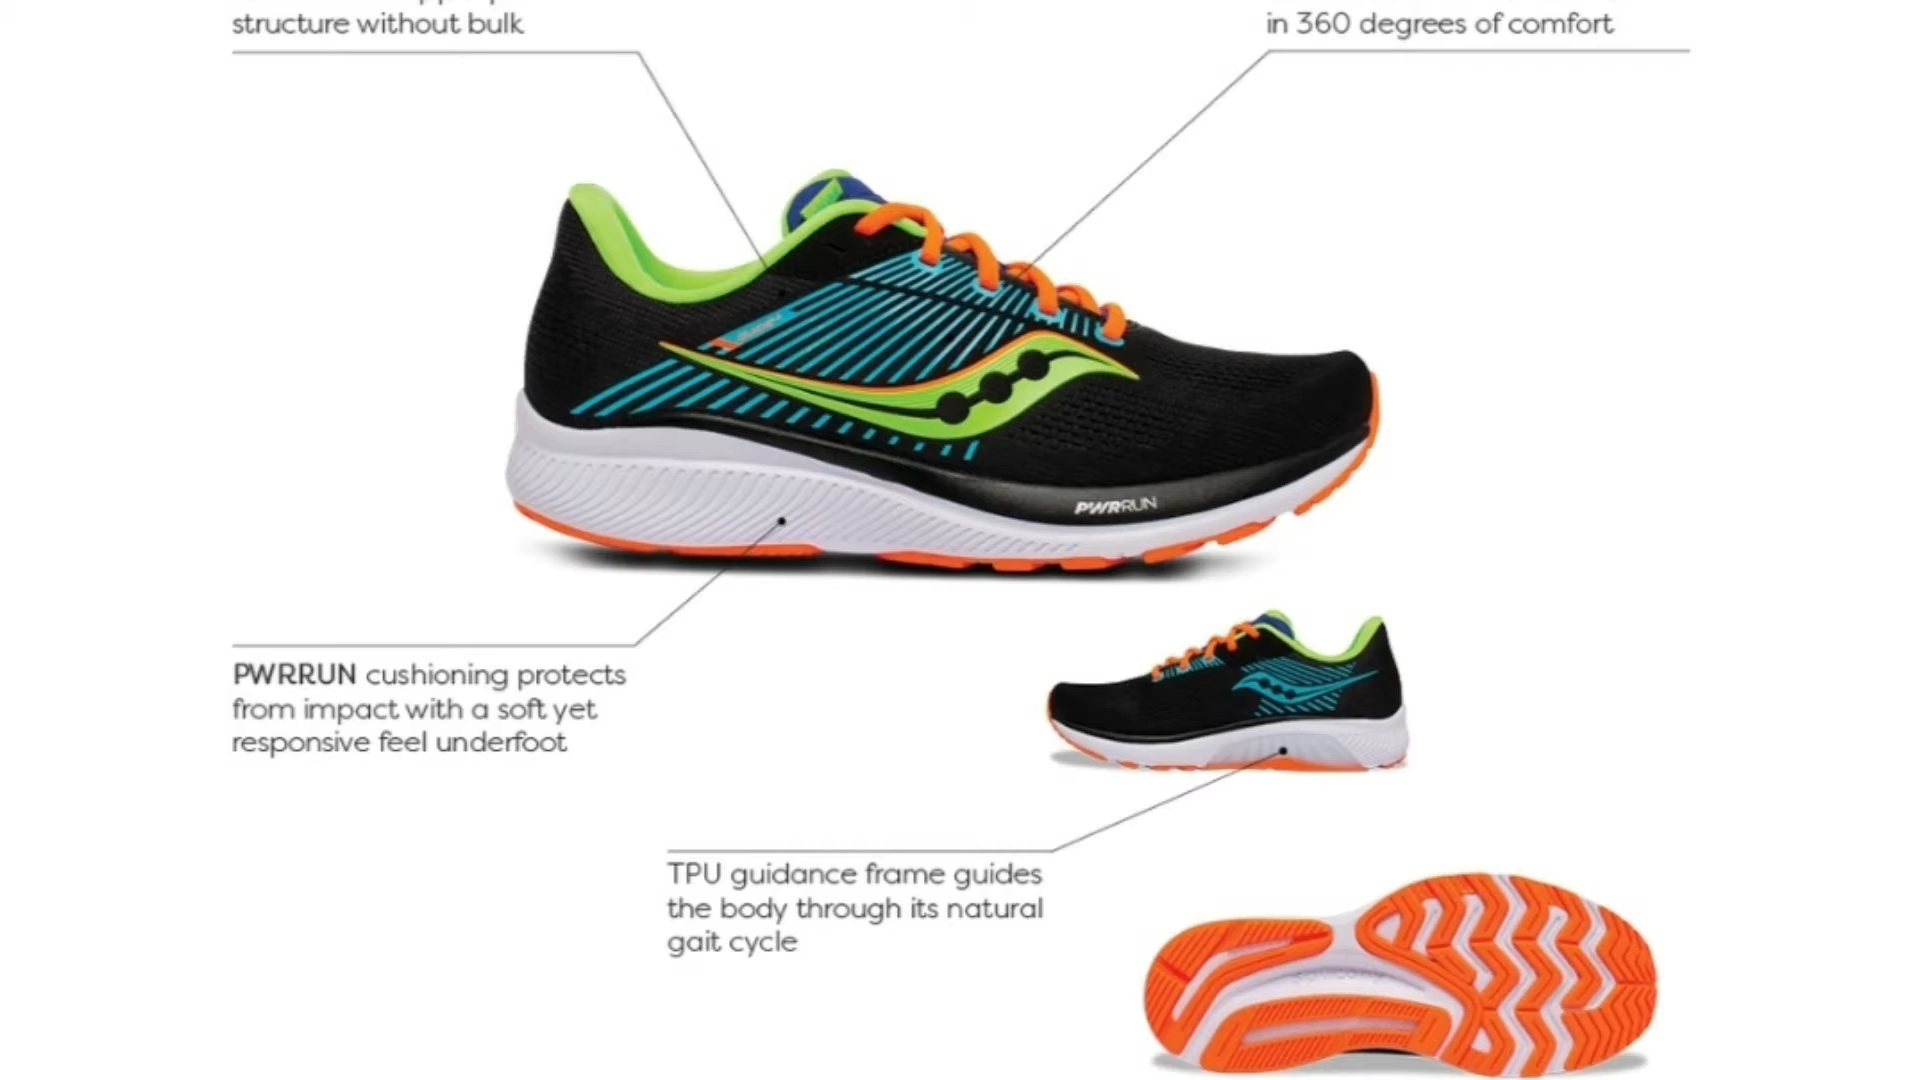 structure without bulk
in 360 degrees of comfort
PWRRUN
PWRRUN cushioning protects
from impact with a soft yet
responsive feel underfoot
TPU guidance frame guides
the body through its natural
gait cycle